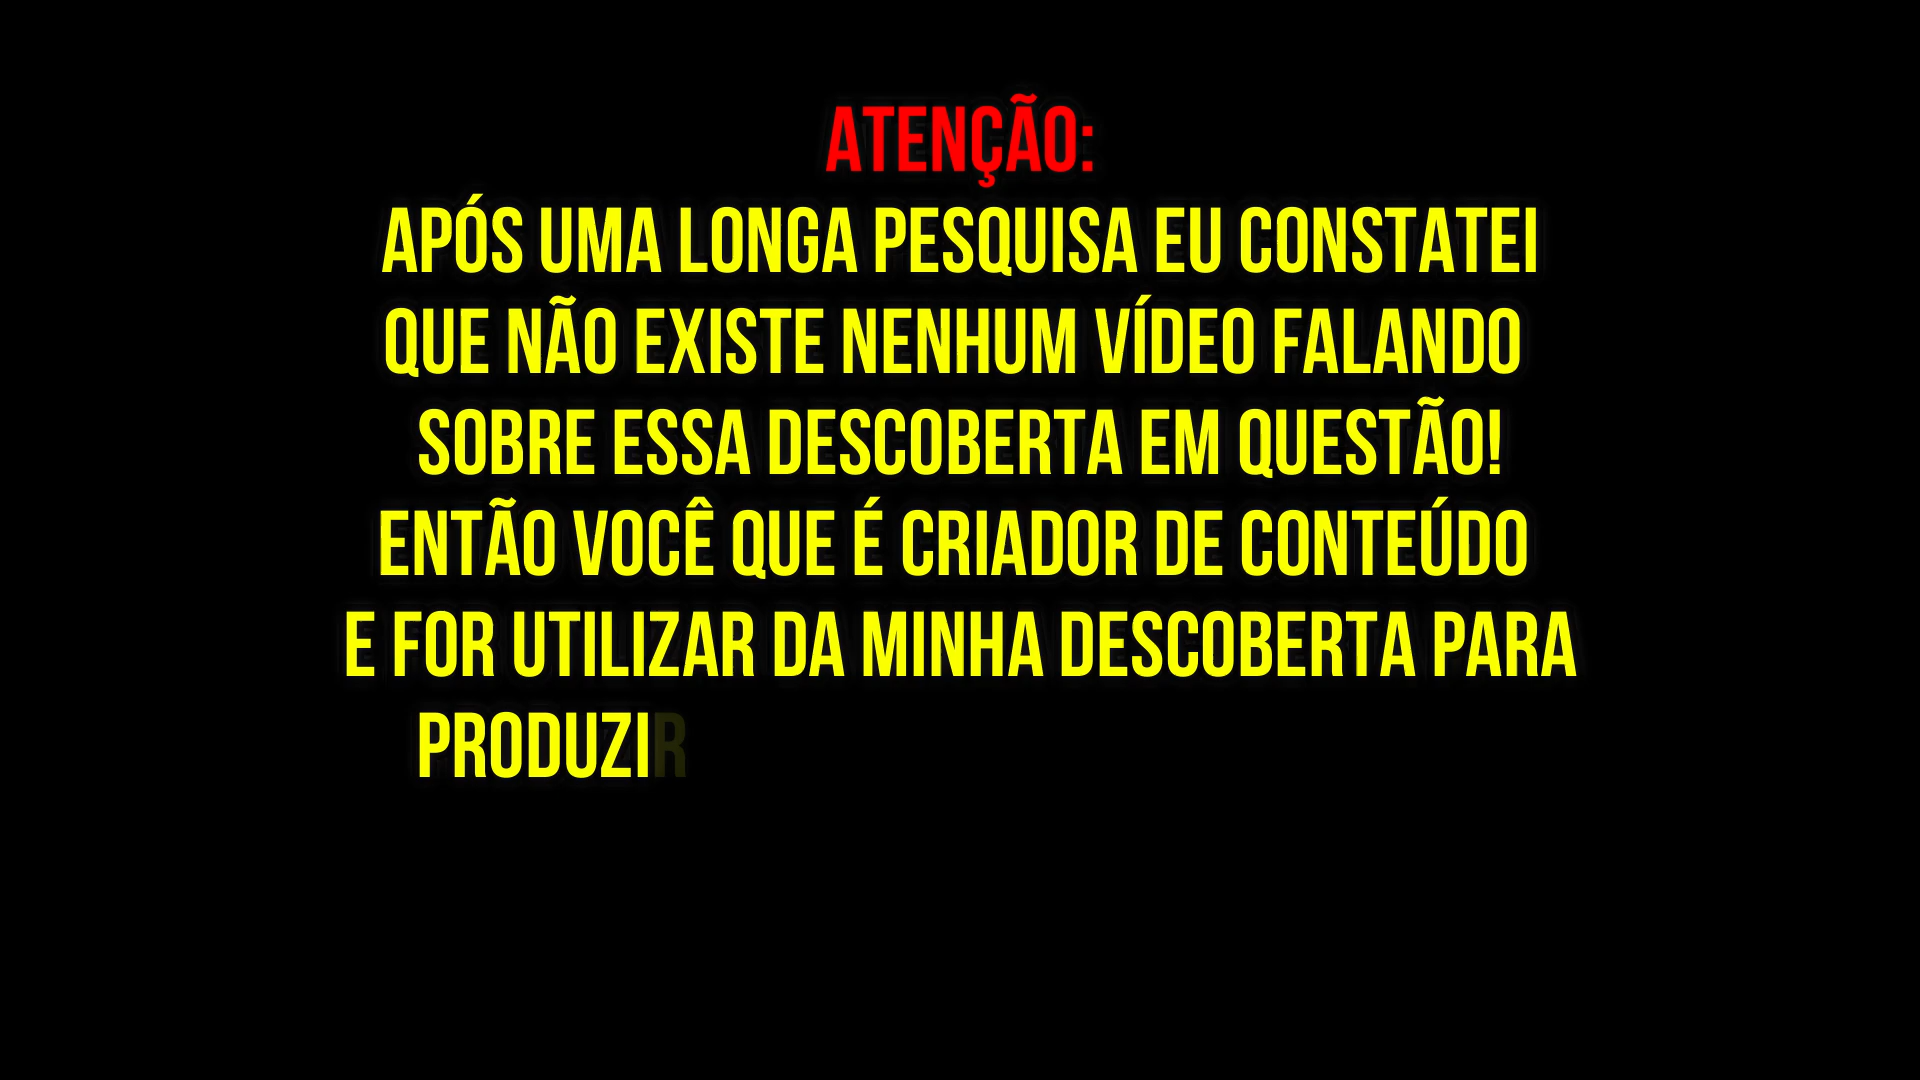 ATENÇÃO:
APÓS UMA LONGA PESQUISA EU CONSTATEI
QUE NÃO EXISTE NENHUM VÍDEO FALANDO
SOBRE ESSA DESCOBERTA EM QUESTÃO!
ENTÃO VOCÊ QUE É CRIADOR DE CONTEÚDO
E FOR UTILIZAR DA MINHA DESCOBERTA PARA
PRODUZIR